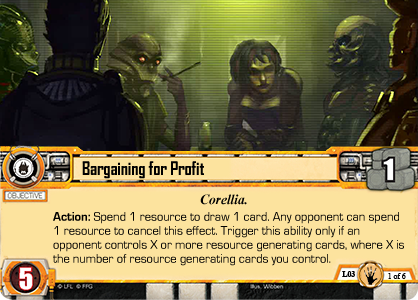 Bargaining for Profit
1
OBJECTIVE
Corellia.
Action: Spend 1 resource to draw 1 card. Any opponent can spend
1 resource to cancel this effect. Trigger this ability only if an
opponent controls X or more resource generating cards, where X is
the number of resource generating cards you control.
5
© LFL © FFG
Illus. Wibben
L03
1 of 6